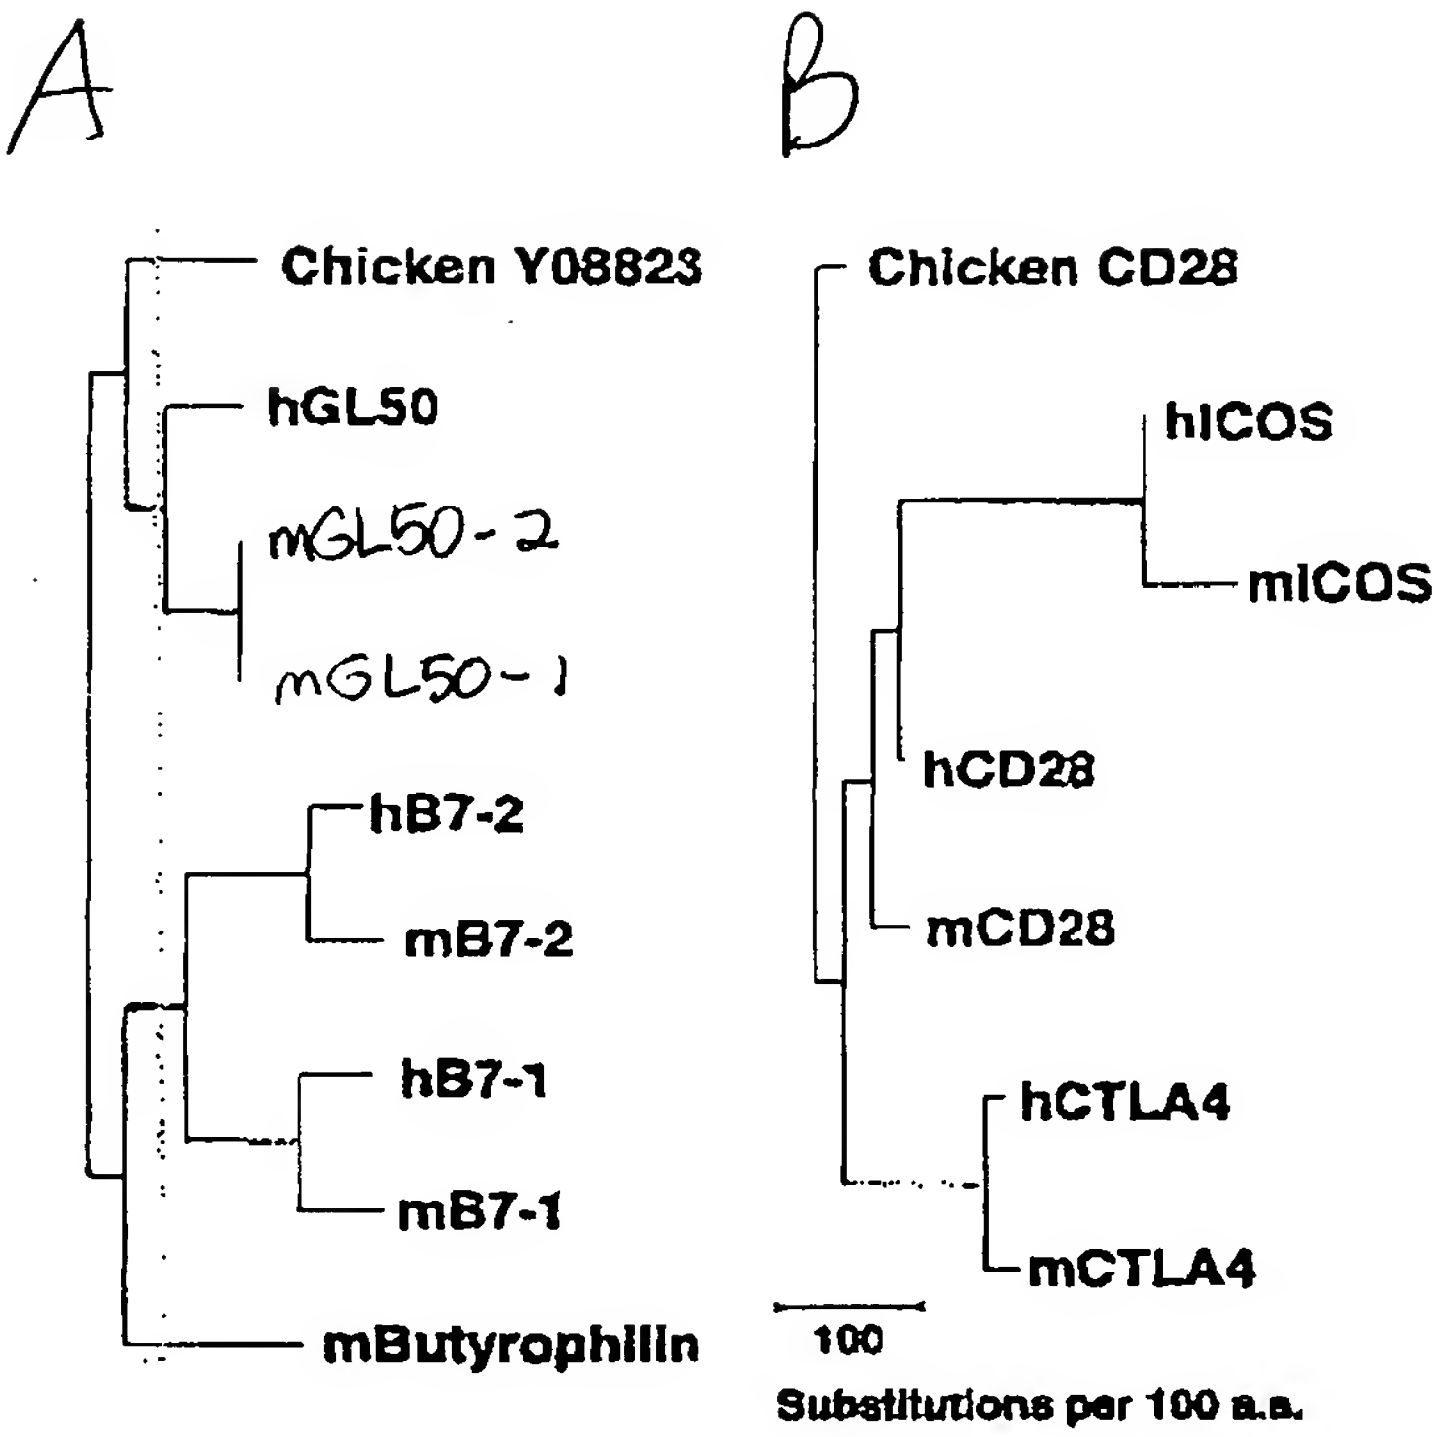 A
B
Chicken Y08823
hGL50
mGL50-2
mGL50-1
hB7-2
mB7-2
hB7-1
mB7-1
mButyrophilin
Chicken CD28
hICOS
mICOS
hCD28
mCD28
hCTLA4
mCTLA4
100
Substitutions per 100 a.a.